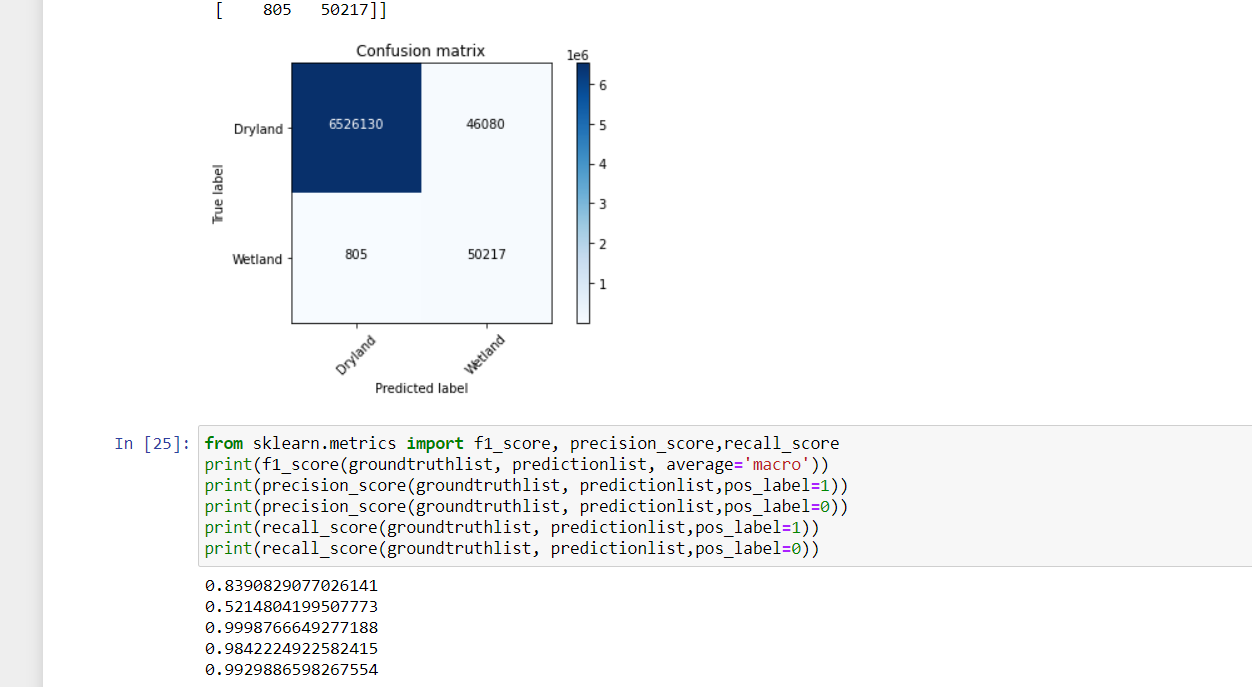 [ 805 50217]]
Confusion matrix
1e6
6
5
4
3
2
1
Dryland
6526130
46080
True label
Wetland
805
50217
Dryland
Wetland
Predicted label
In [25]:
from sklearn.metrics import f1_score, precision_score,recall_score
print(f1_score(groundtruthlist, predictionlist, average='macro'))
print(precision_score(groundtruthlist, predictionlist,pos_label=1))
print(precision_score(groundtruthlist, predictionlist,pos_label=0))
print(recall_score(groundtruthlist, predictionlist,pos_label=1))
print(recall_score(groundtruthlist, predictionlist,pos_label=0))
0.8390829077026141
0.5214804199507773
0.9998766649277188
0.9842224922582415
0.9929886598267554